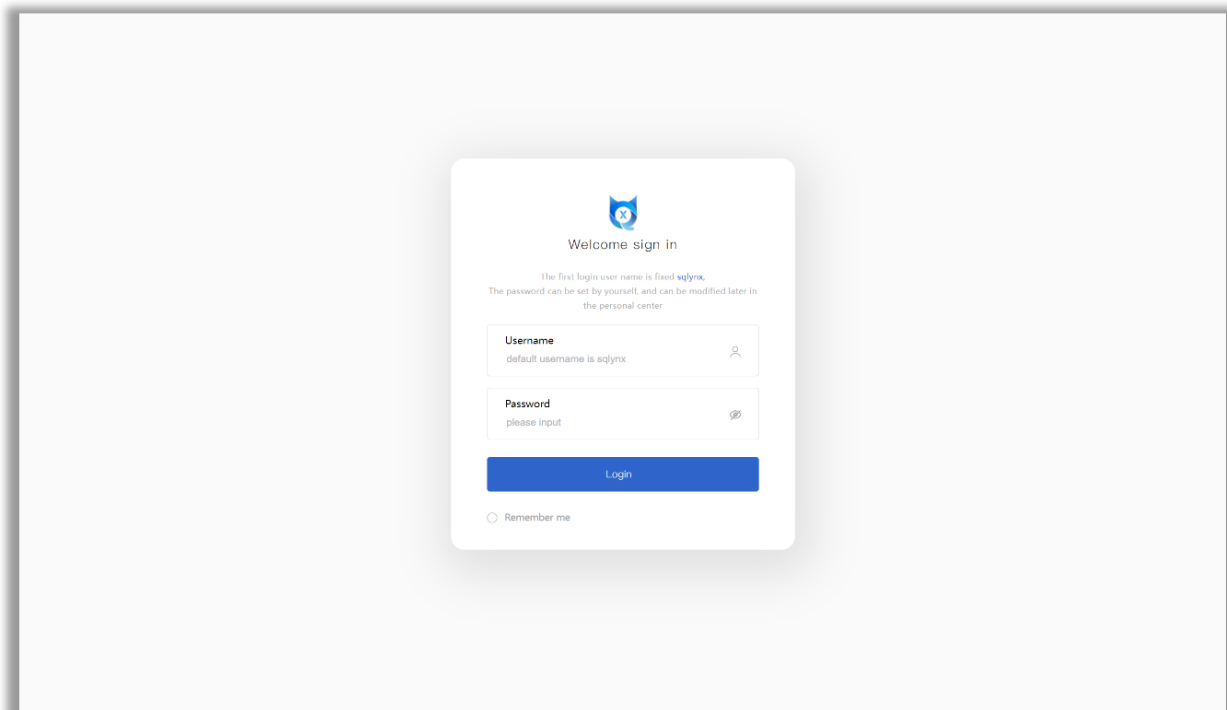 X
Welcome sign in
The first login user name is fixed sqlynx,
The password can be set by yourself, and can be modified later in
the personal center
Username
default username is sqlynx
Password
please input
Login
Remember me